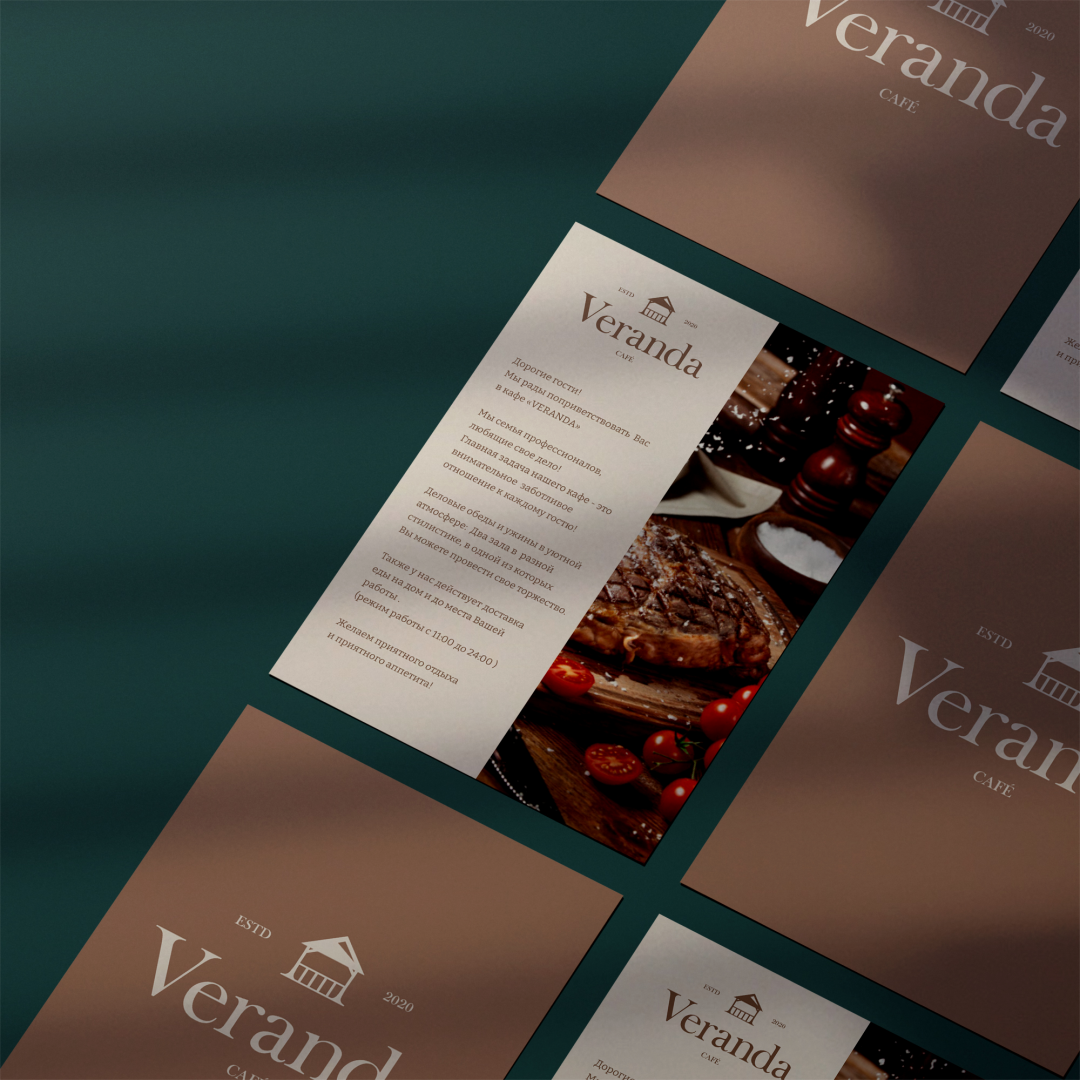 2020
Veranda
CAFÉ
ESTD
2020
Veranda
CAFÉ
Дорогие гости!
Мы рады поприветствовать Вас
в кафе «VERANDA»
Мы семья профессионалов,
любящие свое дело!
Главная задача нашего кафе - это
внимательное заботливое
отношение к каждому гостю!
Деловые обеды и ужины в уютной
атмосфере; Два зала в разной
стилистике, в одной из которых
Вы можете провести свое торжество.
Также у нас действует доставка
еды на дом и до места Вашей
работы.
(режим работы с 11:00 до 24:00 )
Желаем приятного отдыха
и приятного аппетита!
ESTD
Veran
CAFÉ
ESTD
2020
Verand
CAFÉ
ESTD
2020
Veranda
CAFÉ